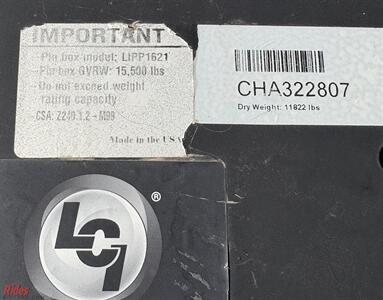 IMPORTANT
- Pin box model: LIPP1621
- Pin box GVRW: 15,500 lbs
- Do not exceed weight
rating capacity
CSA: Z240.1.2 - M99
Made in the USA
CHA322807
Dry Weight: 11822 lbs
LCI ®
Rides